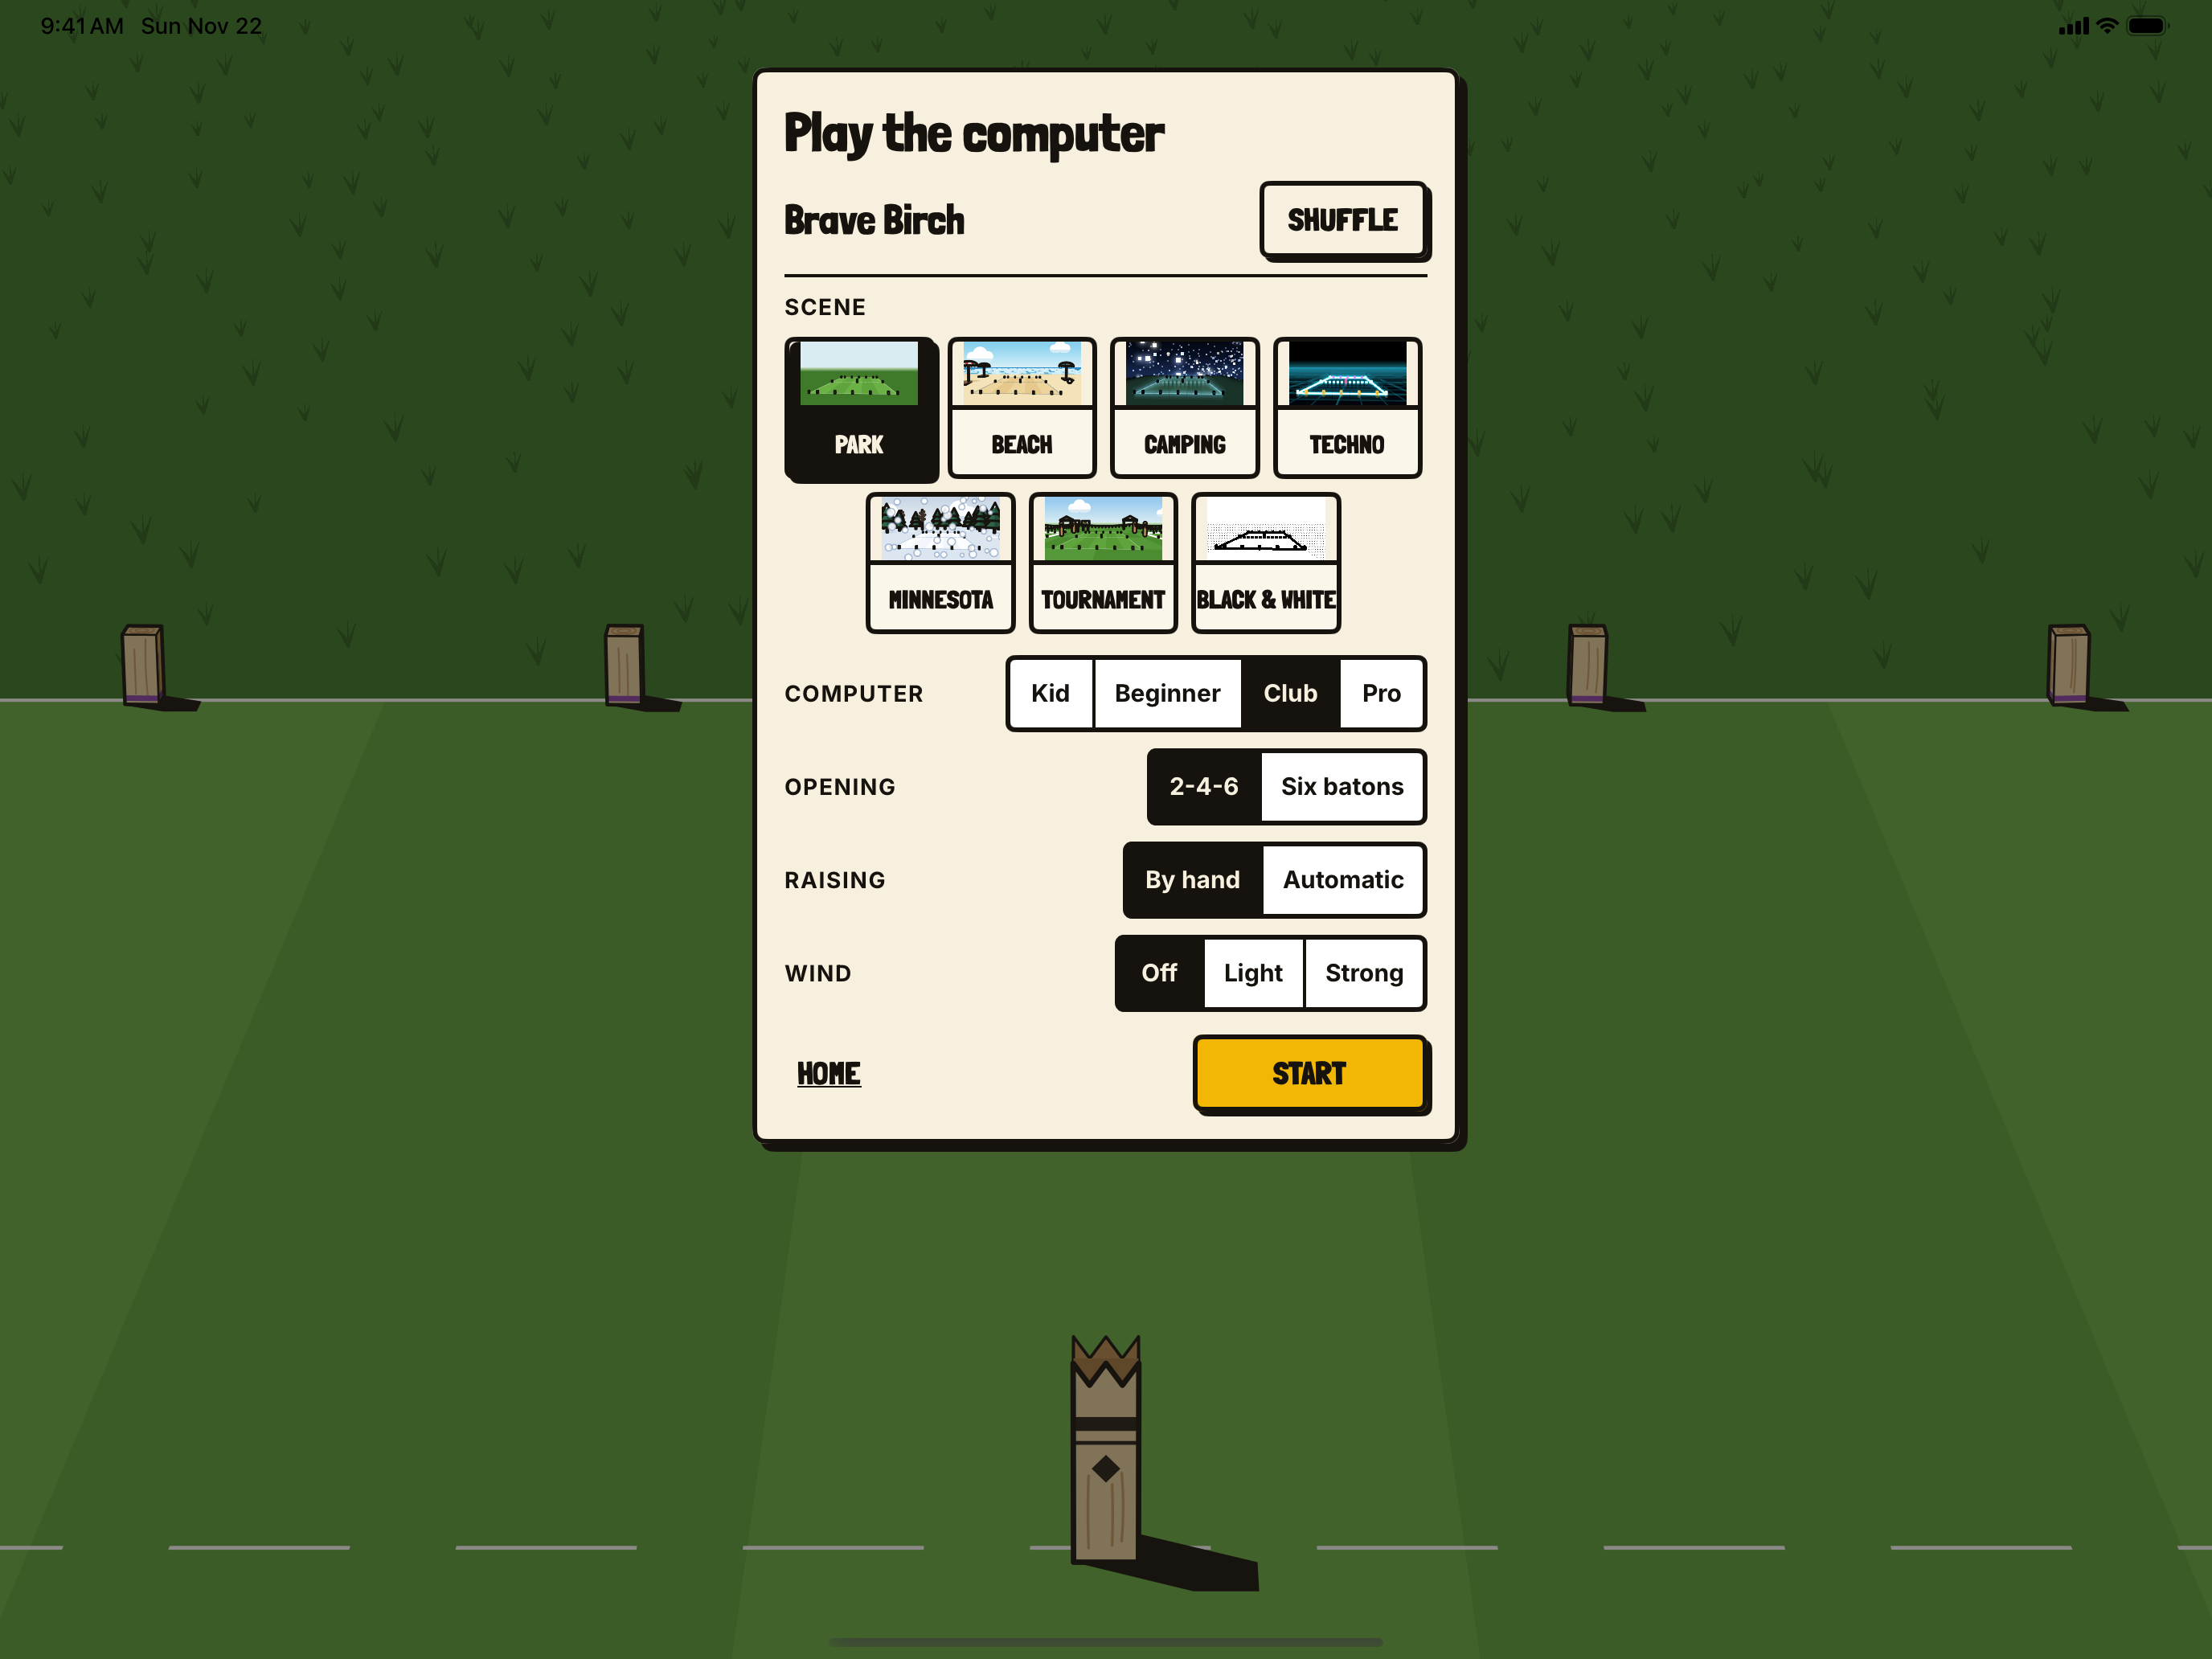 9:41 AM Sun Nov 22
Play the computer
Brave Birch
SHUFFLE
SCENE
PARK
BEACH
CAMPING
TECHNO
MINNESOTA
TOURNAMENT
BLACK & WHITE
COMPUTER
Kid
Beginner
Club
Pro
OPENING
2-4-6
Six batons
RAISING
By hand
Automatic
WIND
Off
Light
Strong
HOME
START